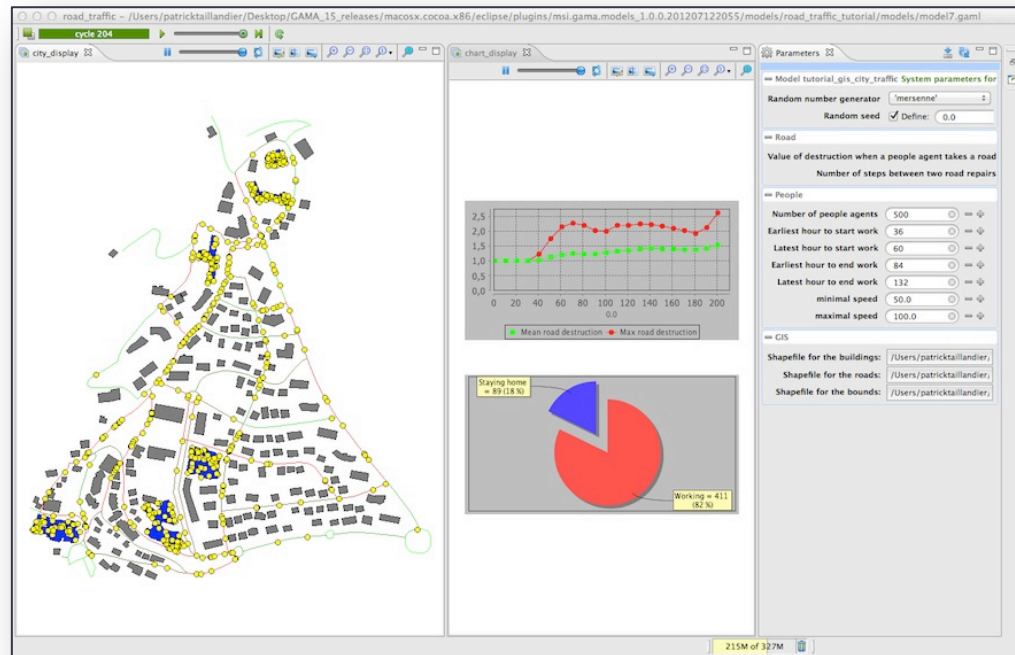 road_traffic – /Users/patricktaillandier/Desktop/GAMA_15_releases/macosx.cocoa.x86/eclipse/plugins/msi.gama.models_1.0.0.201207122055/models/road_traffic_tutorial/models/model7.gaml
cycle 204
city_display
chart_display
2,5
2,0
1,5
1,0
0,5
0,0
0 20 40 60 80 100 120 140 160 180 200
0.0
Mean road destruction Max road destruction
Staying home
= 89 (18 %)
Working = 411
(82 %)
Parameters
Model tutorial_gis_city_traffic System parameters for
Random number generator 'mersenne'
Random seed Define: 0.0
Road
Value of destruction when a people agent takes a road
Number of steps between two road repairs
People
Number of people agents 500
Earliest hour to start work 36
Latest hour to start work 60
Earliest hour to end work 84
Latest hour to end work 132
minimal speed 50.0
maximal speed 100.0
GIS
Shapefile for the buildings: /Users/patricktaillandier/
Shapefile for the roads: /Users/patricktaillandier/
Shapefile for the bounds: /Users/patricktaillandier/
215M of 327M